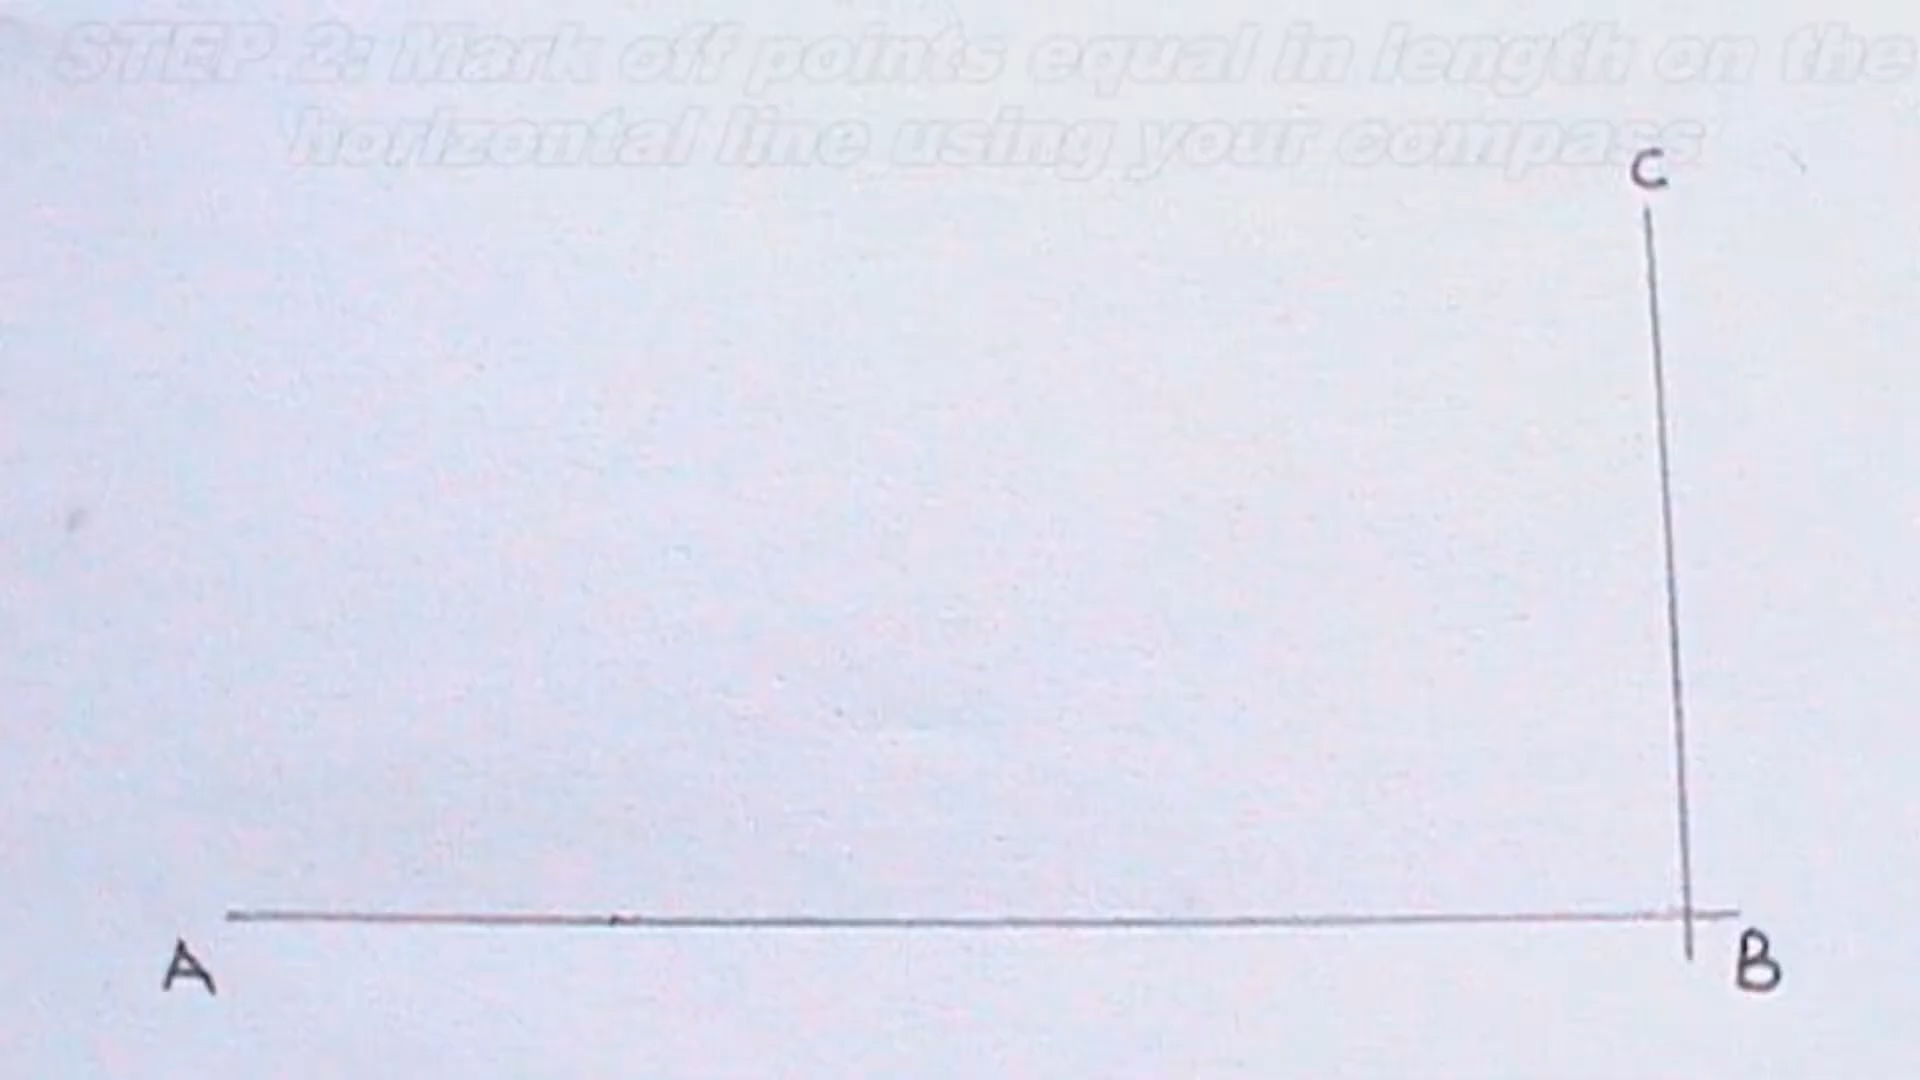 STEP 2: Mark off points equal in length on the
horizontal line using your compass
C
A
B